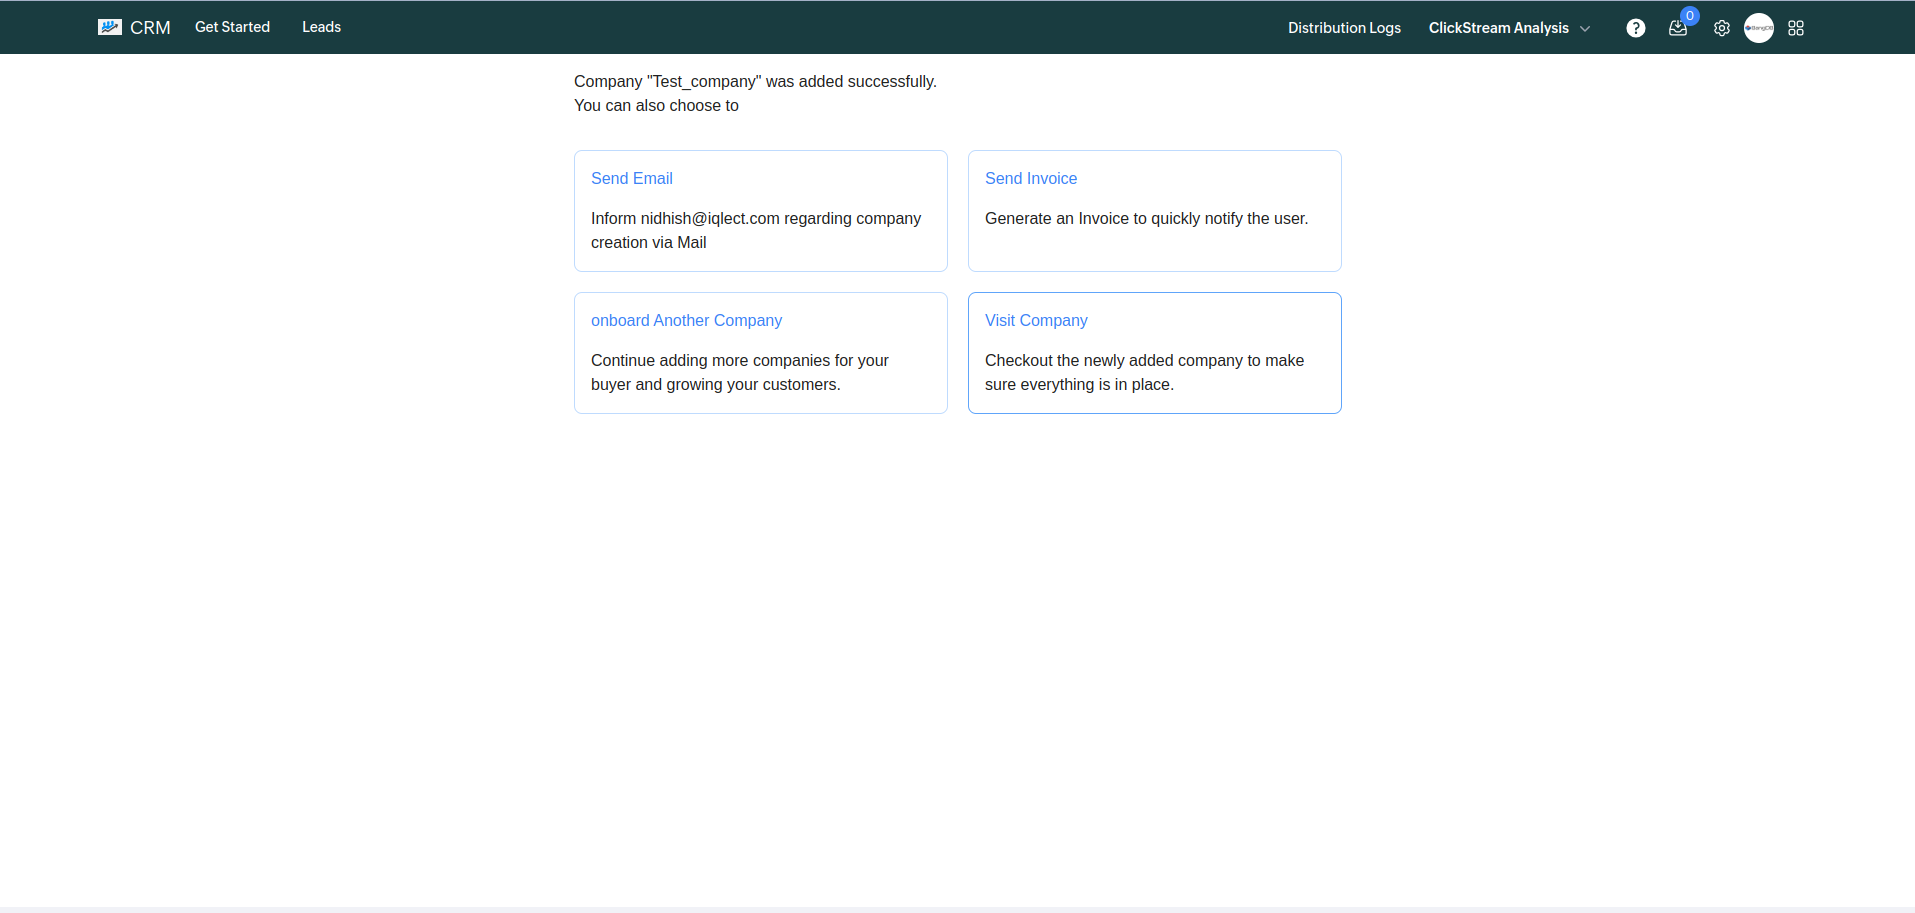 CRM Get Started Leads Distribution Logs ClickStream Analysis ? 0
Company "Test_company" was added successfully.
You can also choose to
Send Email
Inform nidhish@iqlect.com regarding company
creation via Mail
Send Invoice
Generate an Invoice to quickly notify the user.
onboard Another Company
Continue adding more companies for your
buyer and growing your customers.
Visit Company
Checkout the newly added company to make
sure everything is in place.